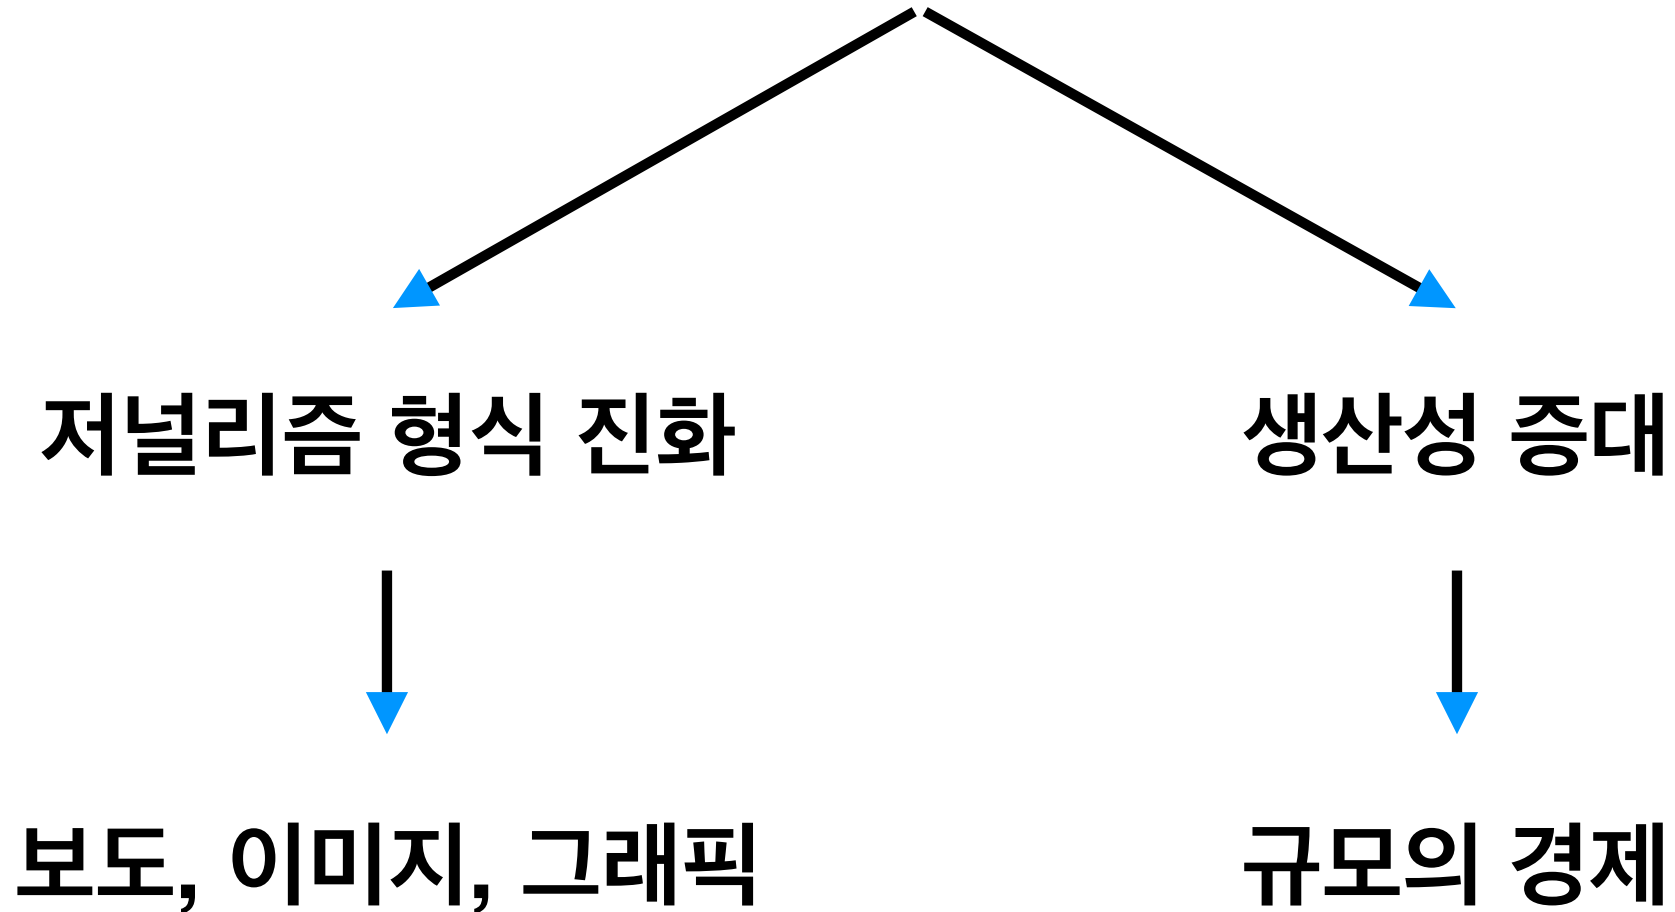 저널리즘 형식 진화
생산성 증대
보도, 이미지, 그래픽
규모의 경제